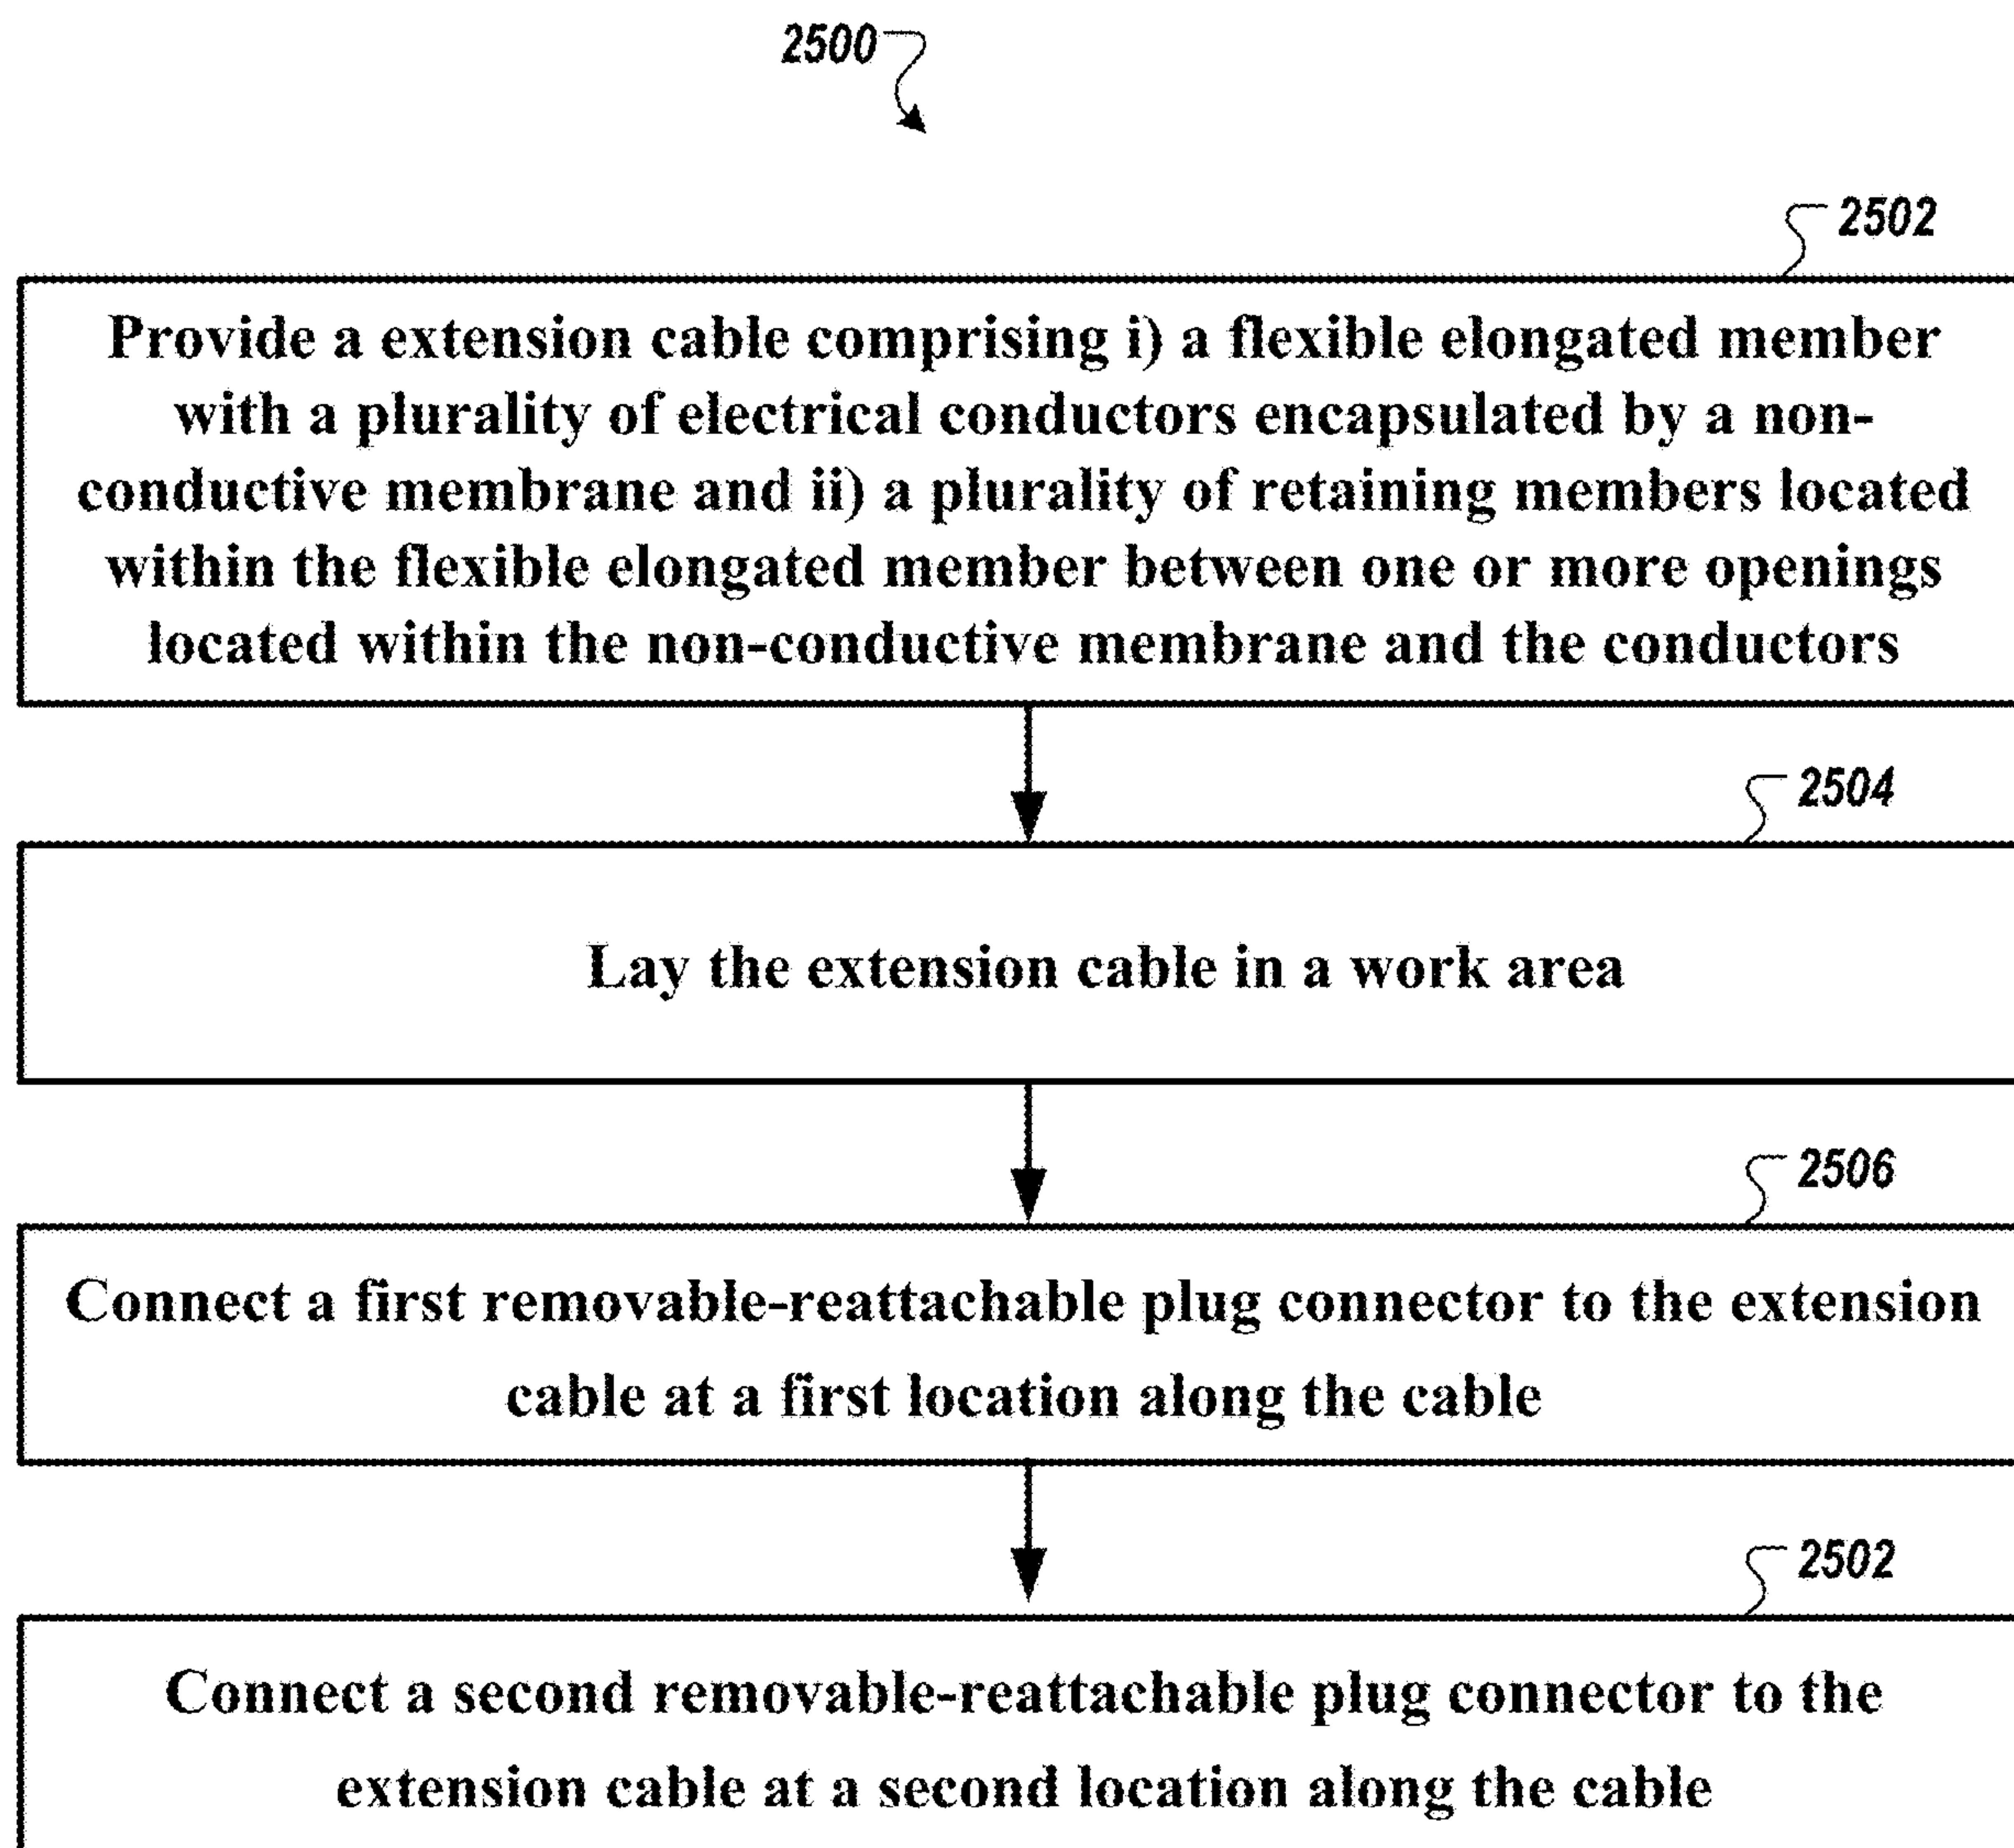 2500
2502
Provide a extension cable comprising i) a flexible elongated member
with a plurality of electrical conductors encapsulated by a non-
conductive membrane and ii) a plurality of retaining members located
within the flexible elongated member between one or more openings
located within the non-conductive membrane and the conductors
2504
Lay the extension cable in a work area
2506
Connect a first removable-reattachable plug connector to the extension
cable at a first location along the cable
2502
Connect a second removable-reattachable plug connector to the
extension cable at a second location along the cable